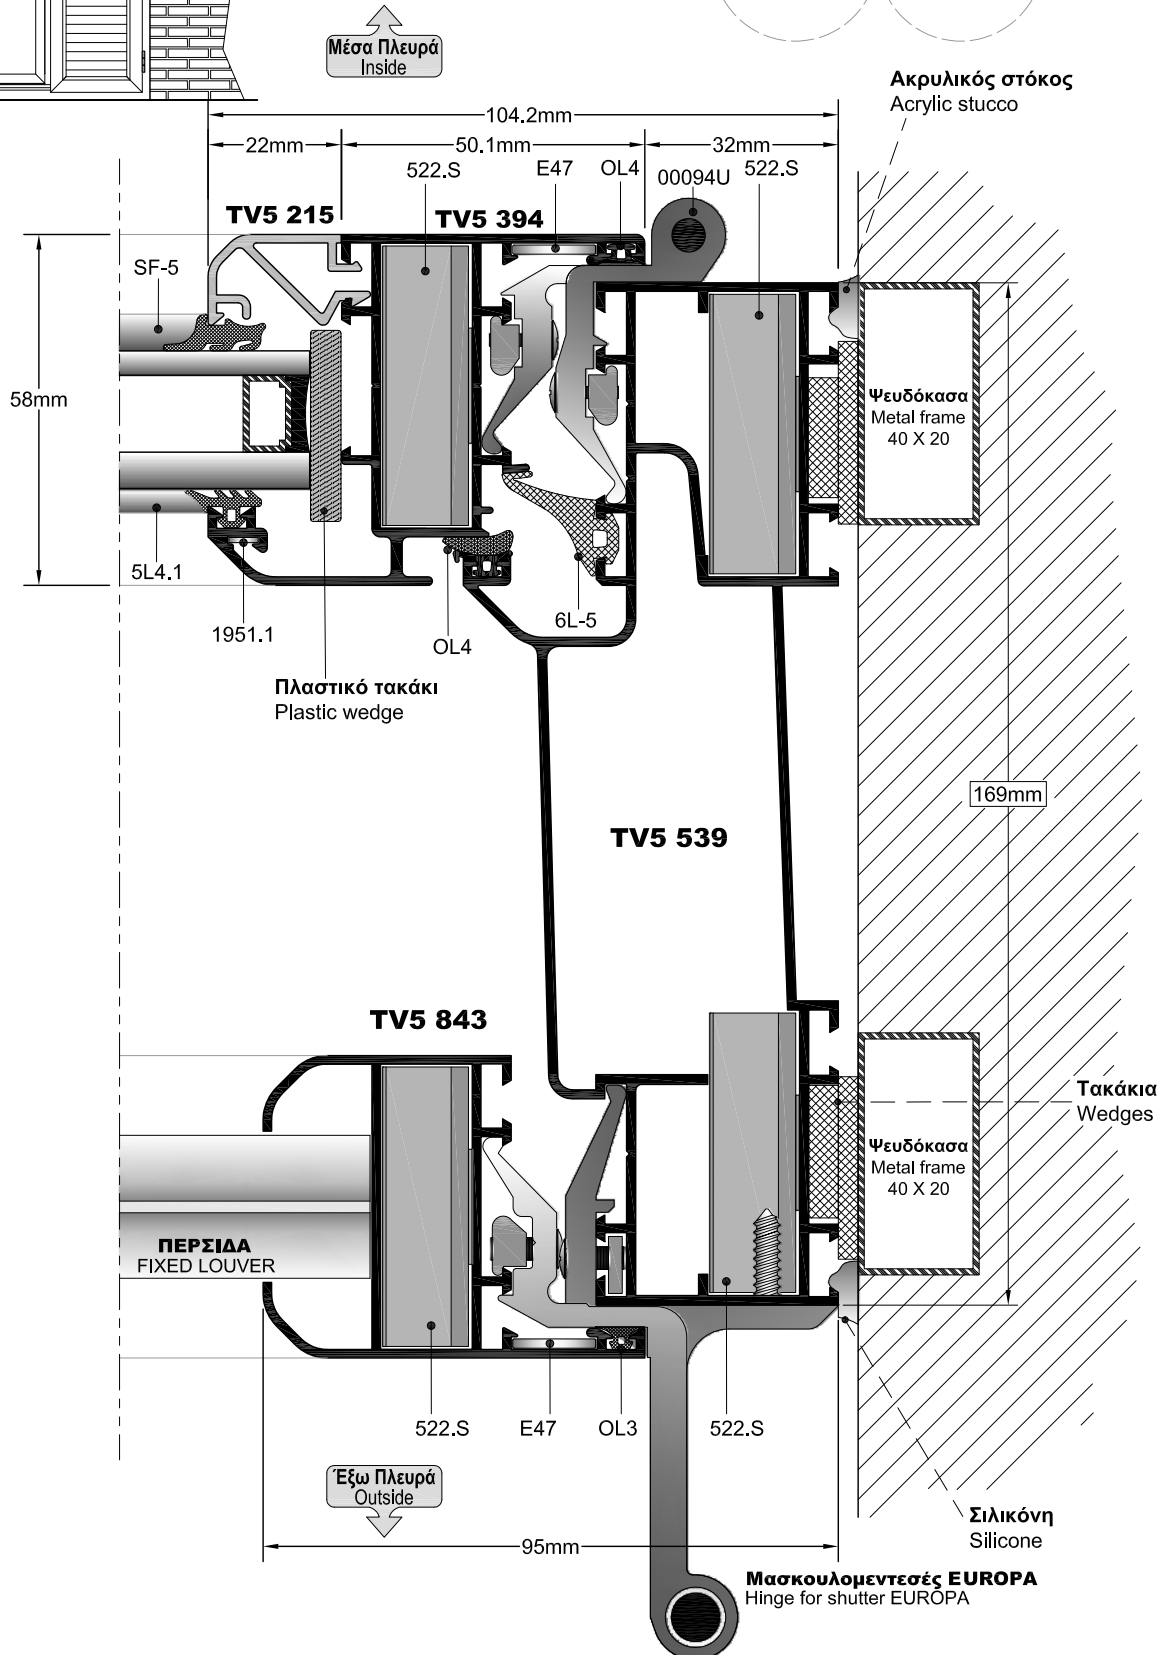 Μέσα Πλευρά
Inside
Ακρυλικός στόκος
Acrylic stucco
104.2mm
22mm
50.1mm
32mm
522.S
E47
OL4
00094U
522.S
TV5 215
TV5 394
SF-5
58mm
Ψευδόκασα
Metal frame
40 X 20
5L4.1
1951.1
OL4
6L-5
Πλαστικό τακάκι
Plastic wedge
169mm
TV5 539
TV5 843
Τακάκια
Wedges
Ψευδόκασα
Metal frame
40 X 20
ΠΕΡΣΙΔΑ
FIXED LOUVER
522.S
E47
OL3
522.S
Έξω Πλευρά
Outside
Σιλικόνη
Silicone
95mm
Μασκουλομεντεσές EUROPA
Hinge for shutter EUROPA